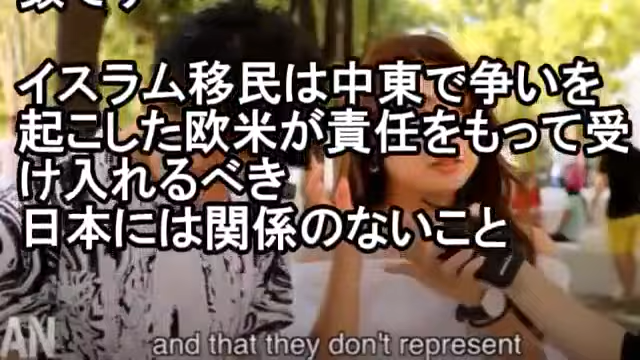 イスラム移民は中東で争いを
起こした欧米が責任をもって受
け入れるべき
日本には関係のないこと
AN
and that they don't represent